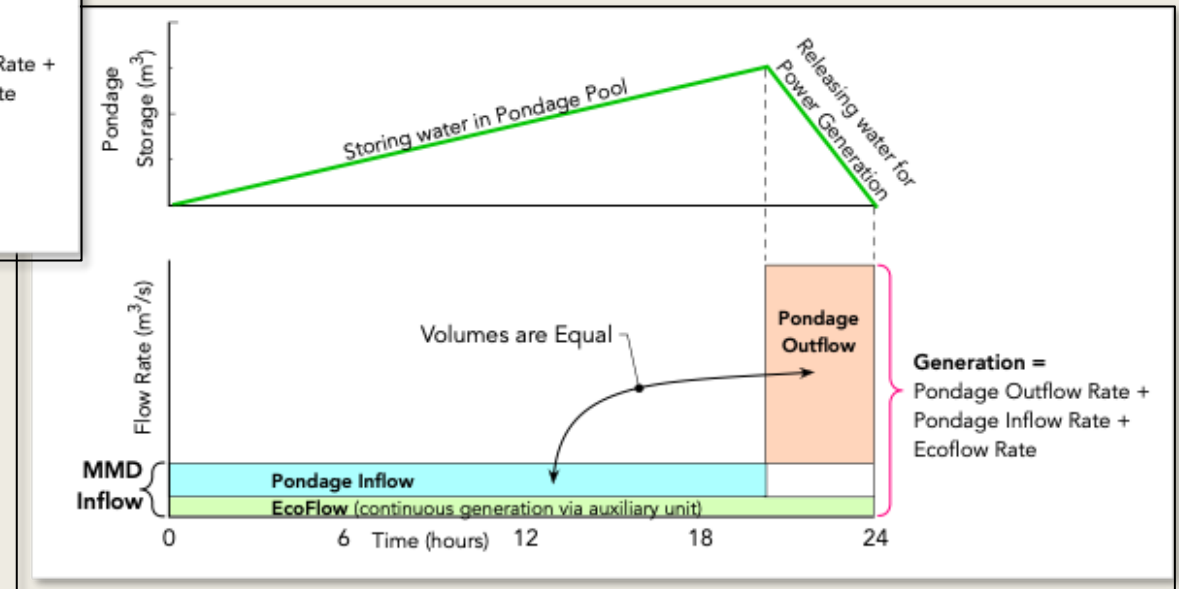 Rate +
te
Pondage
Storage (m³)
Storing water in Pondage Pool
Releasing water for
Power Generation
Flow Rate (m³/s)
Volumes are Equal
Pondage
Outflow
Generation =
Pondage Outflow Rate +
Pondage Inflow Rate +
Ecoflow Rate
MMD
Inflow
Pondage Inflow
EcoFlow (continuous generation via auxiliary unit)
0 6 Time (hours) 12 18 24